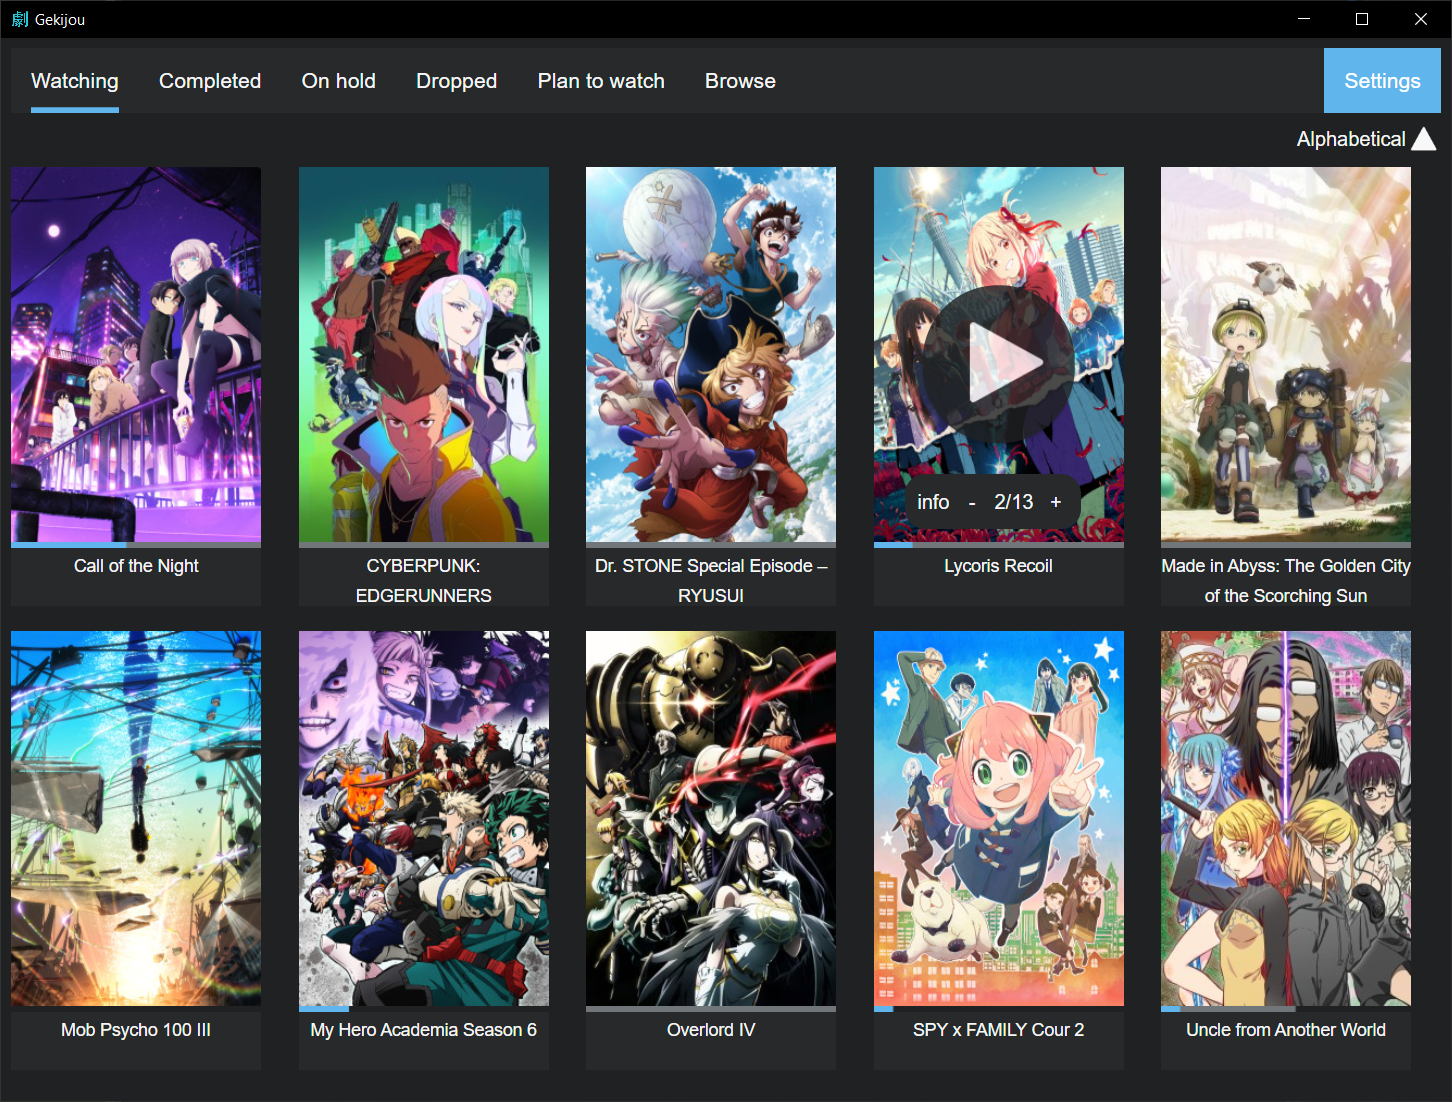 劇 Gekijou
Watching Completed On hold Dropped Plan to watch Browse Settings
Alphabetical
info - 2/13 +
Call of the Night
CYBERPUNK:
EDGERUNNERS
Dr. STONE Special Episode –
RYUSUI
Lycoris Recoil
Made in Abyss: The Golden City
of the Scorching Sun
Mob Psycho 100 III
My Hero Academia Season 6
Overlord IV
SPY x FAMILY Cour 2
Uncle from Another World